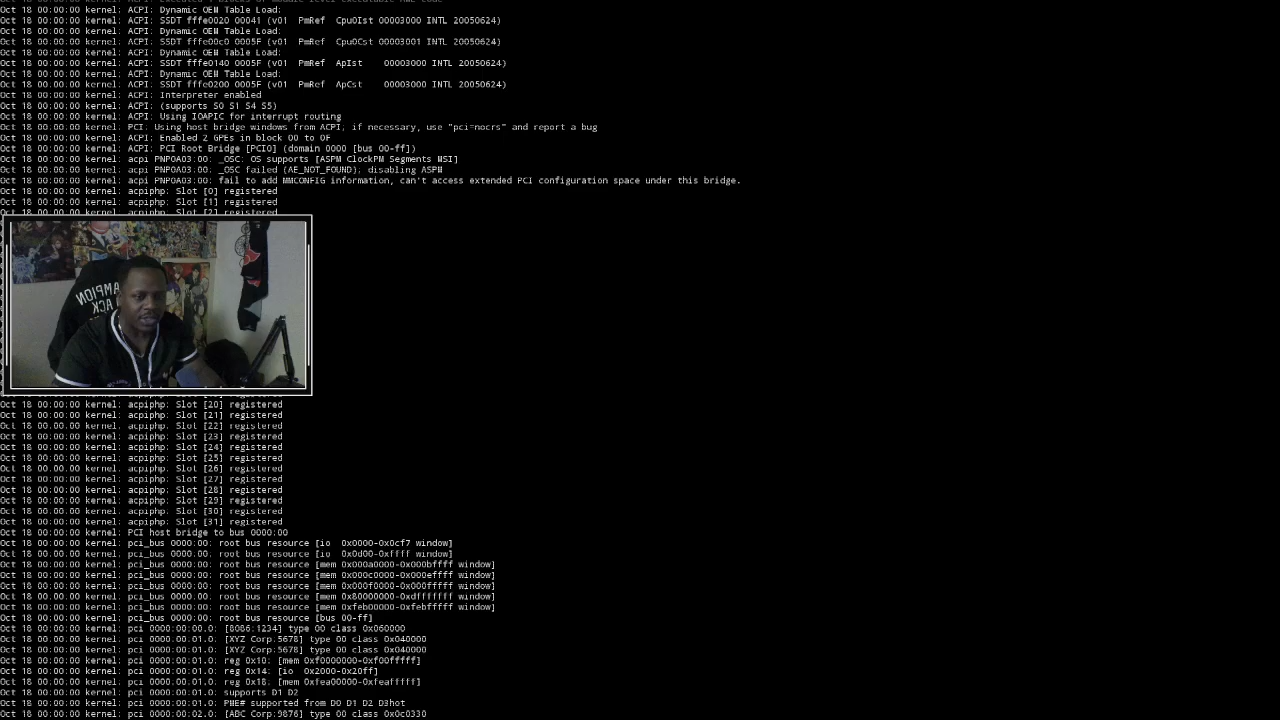 Oct 18 00:00:00 kernel: ACPI: Dynamic OEM Table Load:
Oct 18 00:00:00 kernel: ACPI: SSDT fffe0020 00041 (v01  PmRef  Cpu0Ist 00003000 INTL 20050624)
Oct 18 00:00:00 kernel: ACPI: Dynamic OEM Table Load:
Oct 18 00:00:00 kernel: ACPI: SSDT fffe00c0 0005F (v01  PmRef  Cpu0Cst 00003001 INTL 20050624)
Oct 18 00:00:00 kernel: ACPI: Dynamic OEM Table Load:
Oct 18 00:00:00 kernel: ACPI: SSDT fffe0140 0005F (v01  PmRef  ApIst    00003000 INTL 20050624)
Oct 18 00:00:00 kernel: ACPI: Dynamic OEM Table Load:
Oct 18 00:00:00 kernel: ACPI: SSDT fffe0200 0005F (v01  PmRef  ApCst    00003000 INTL 20050624)
Oct 18 00:00:00 kernel: ACPI: Interpreter enabled
Oct 18 00:00:00 kernel: ACPI: (supports S0 S1 S4 S5)
Oct 18 00:00:00 kernel: ACPI: Using IOAPIC for interrupt routing
Oct 18 00:00:00 kernel: PCI: Using host bridge windows from ACPI; if necessary, use "pci=nocrs" and report a bug
Oct 18 00:00:00 kernel: ACPI: Enabled 2 GPEs in block 00 to 0F
Oct 18 00:00:00 kernel: ACPI: PCI Root Bridge [PCI0] (domain 0000 [bus 00-ff])
Oct 18 00:00:00 kernel: acpi PNP0A03:00: _OSC: OS supports [ASPM ClockPM Segments MSI]
Oct 18 00:00:00 kernel: acpi PNP0A03:00: _OSC failed (AE_NOT_FOUND); disabling ASPM
Oct 18 00:00:00 kernel: acpi PNP0A03:00: fail to add MMCONFIG information, can't access extended PCI configuration space under this bridge.
Oct 18 00:00:00 kernel: acpiphp: Slot [0] registered
Oct 18 00:00:00 kernel: acpiphp: Slot [1] registered
Oct 18 00:00:00 kernel: acpiphp: Slot [2] registered
Oct 18 00:00:00 kernel: acpiphp: Slot [20] registered
Oct 18 00:00:00 kernel: acpiphp: Slot [21] registered
Oct 18 00:00:00 kernel: acpiphp: Slot [22] registered
Oct 18 00:00:00 kernel: acpiphp: Slot [23] registered
Oct 18 00:00:00 kernel: acpiphp: Slot [24] registered
Oct 18 00:00:00 kernel: acpiphp: Slot [25] registered
Oct 18 00:00:00 kernel: acpiphp: Slot [26] registered
Oct 18 00:00:00 kernel: acpiphp: Slot [27] registered
Oct 18 00:00:00 kernel: acpiphp: Slot [28] registered
Oct 18 00:00:00 kernel: acpiphp: Slot [29] registered
Oct 18 00:00:00 kernel: acpiphp: Slot [30] registered
Oct 18 00:00:00 kernel: acpiphp: Slot [31] registered
Oct 18 00:00:00 kernel: PCI host bridge to bus 0000:00
Oct 18 00:00:00 kernel: pci_bus 0000:00: root bus resource [io  0x0000-0x0cf7 window]
Oct 18 00:00:00 kernel: pci_bus 0000:00: root bus resource [io  0x0d00-0xffff window]
Oct 18 00:00:00 kernel: pci_bus 0000:00: root bus resource [mem 0x000a0000-0x000bffff window]
Oct 18 00:00:00 kernel: pci_bus 0000:00: root bus resource [mem 0x000c0000-0x000effff window]
Oct 18 00:00:00 kernel: pci_bus 0000:00: root bus resource [mem 0x000f0000-0x000fffff window]
Oct 18 00:00:00 kernel: pci_bus 0000:00: root bus resource [mem 0x80000000-0xdfffffff window]
Oct 18 00:00:00 kernel: pci_bus 0000:00: root bus resource [mem 0xfeb00000-0xfebfffff window]
Oct 18 00:00:00 kernel: pci_bus 0000:00: root bus resource [bus 00-ff]
Oct 18 00:00:00 kernel: pci 0000:00:00.0: [8086:1234] type 00 class 0x060000
Oct 18 00:00:00 kernel: pci 0000:00:01.0: [XYZ Corp:5678] type 00 class 0x040000
Oct 18 00:00:00 kernel: pci 0000:00:01.0: [XYZ Corp:5678] type 00 class 0x040000
Oct 18 00:00:00 kernel: pci 0000:00:01.0: reg 0x10: [mem 0xf0000000-0xf00fffff]
Oct 18 00:00:00 kernel: pci 0000:00:01.0: reg 0x14: [io  0x2000-0x20ff]
Oct 18 00:00:00 kernel: pci 0000:00:01.0: reg 0x18: [mem 0xfea00000-0xfeafffff]
Oct 18 00:00:00 kernel: pci 0000:00:01.0: supports D1 D2
Oct 18 00:00:00 kernel: pci 0000:00:01.0: PME# supported from D0 D1 D2 D3hot
Oct 18 00:00:00 kernel: pci 0000:00:02.0: [ABC Corp:9876] type 00 class 0x0c0330